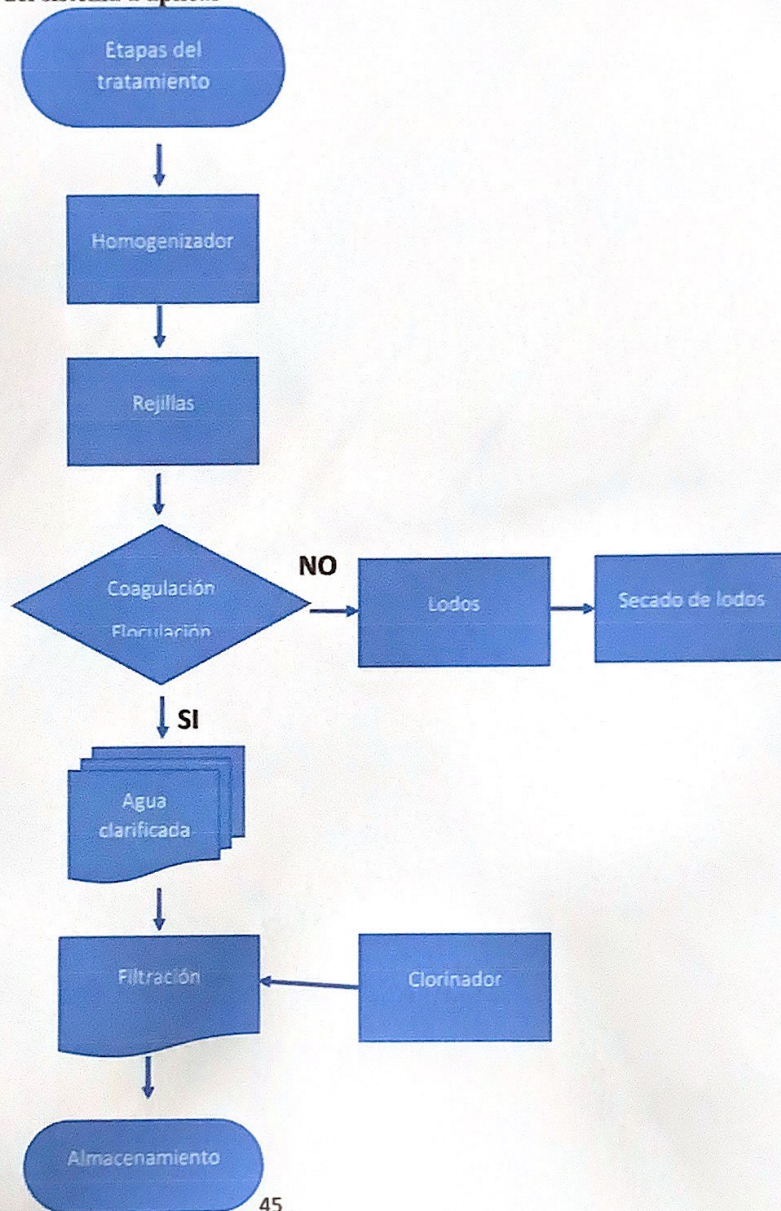 Etapas del
tratamiento
Homogenizador
Rejillas
Coagulación
Floculación
NO
Lodos
Secado de lodos
SI
Agua
clarificada
Filtración
Clorinador
Almacenamiento
45